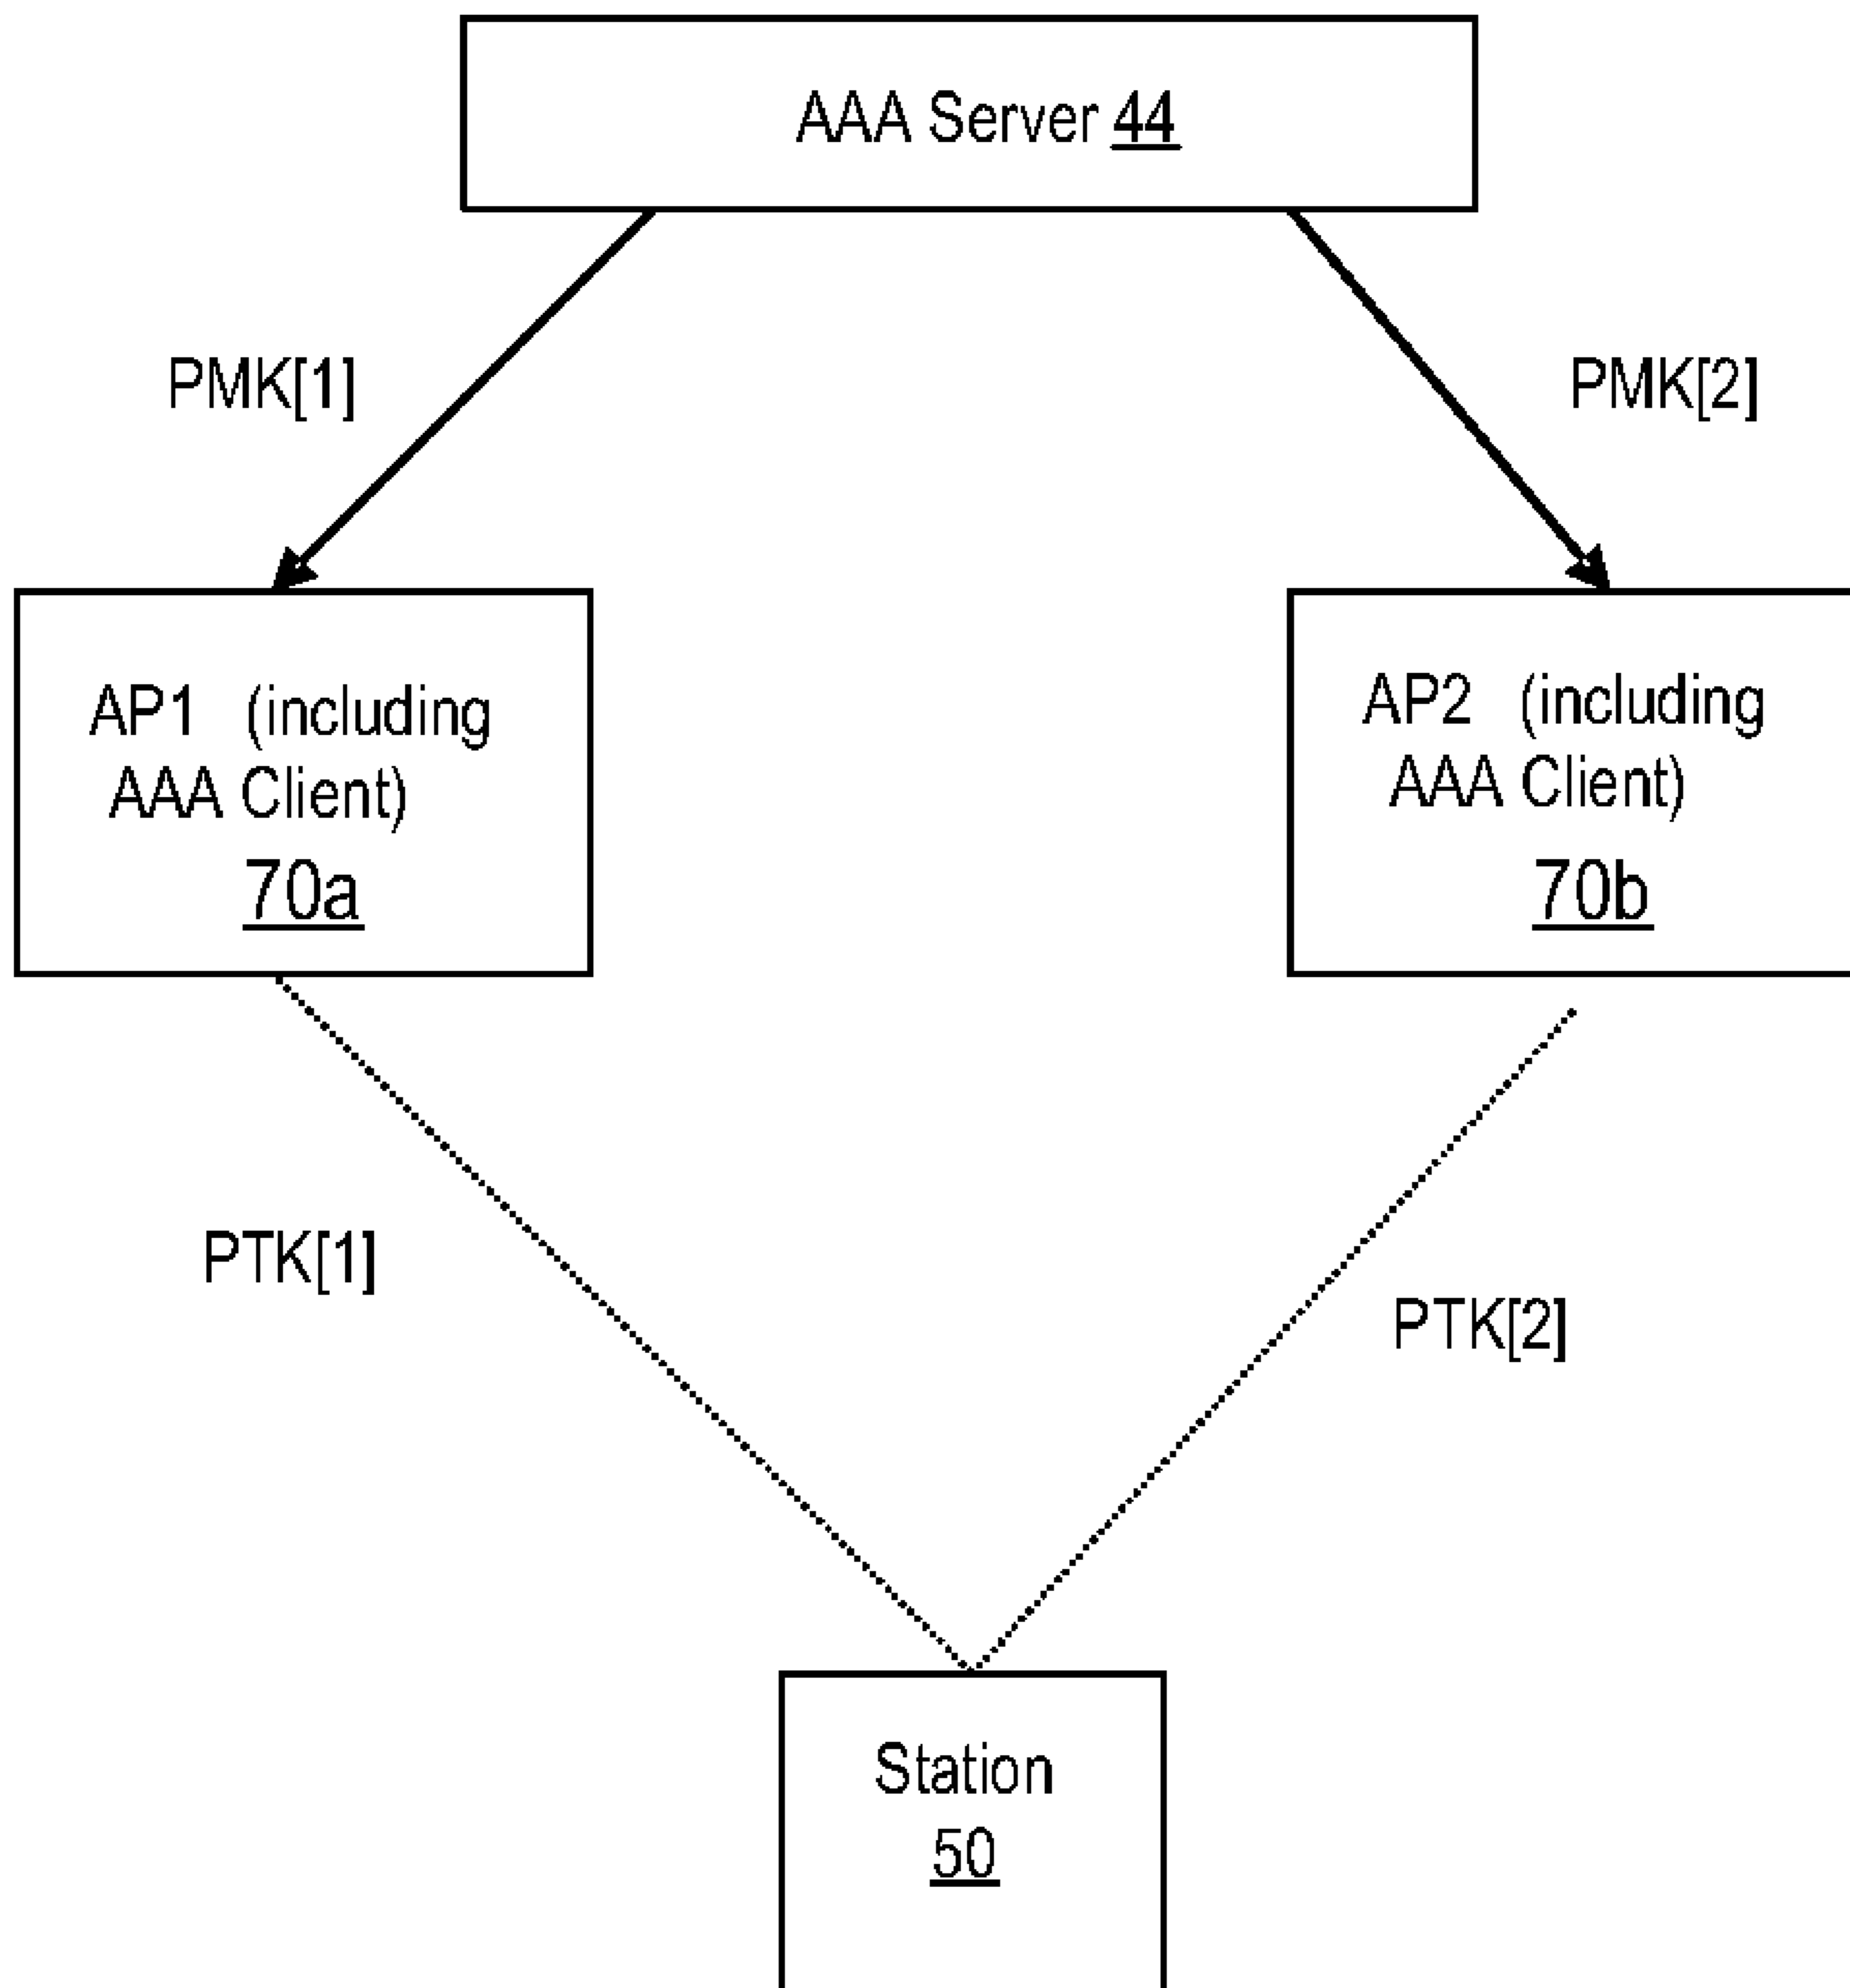 AAA Server 44
PMK[1]
PMK[2]
AP1 (including
AAA Client)
70a
AP2 (including
AAA Client)
70b
PTK[1]
PTK[2]
Station
50